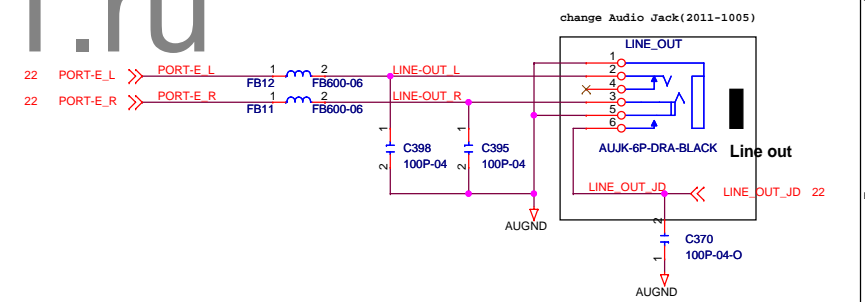 r.ru
change Audio Jack(2011-1005)
LINE_OUT
22 PORT-E_L PORT-E_L 1 2 LINE-OUT_L 1
FB12 FB600-06 2
4
22 PORT-E_R PORT-E_R 1 2 LINE-OUT_R 3
FB11 FB600-06 5
6
1 1
C398 C395 AUJK-6P-DRA-BLACK Line out
100P-04 100P-04
2 2
LINE_OUT_JD LINE_OUT_JD 22
AUGND
2
C370
100P-04-O
1
AUGND